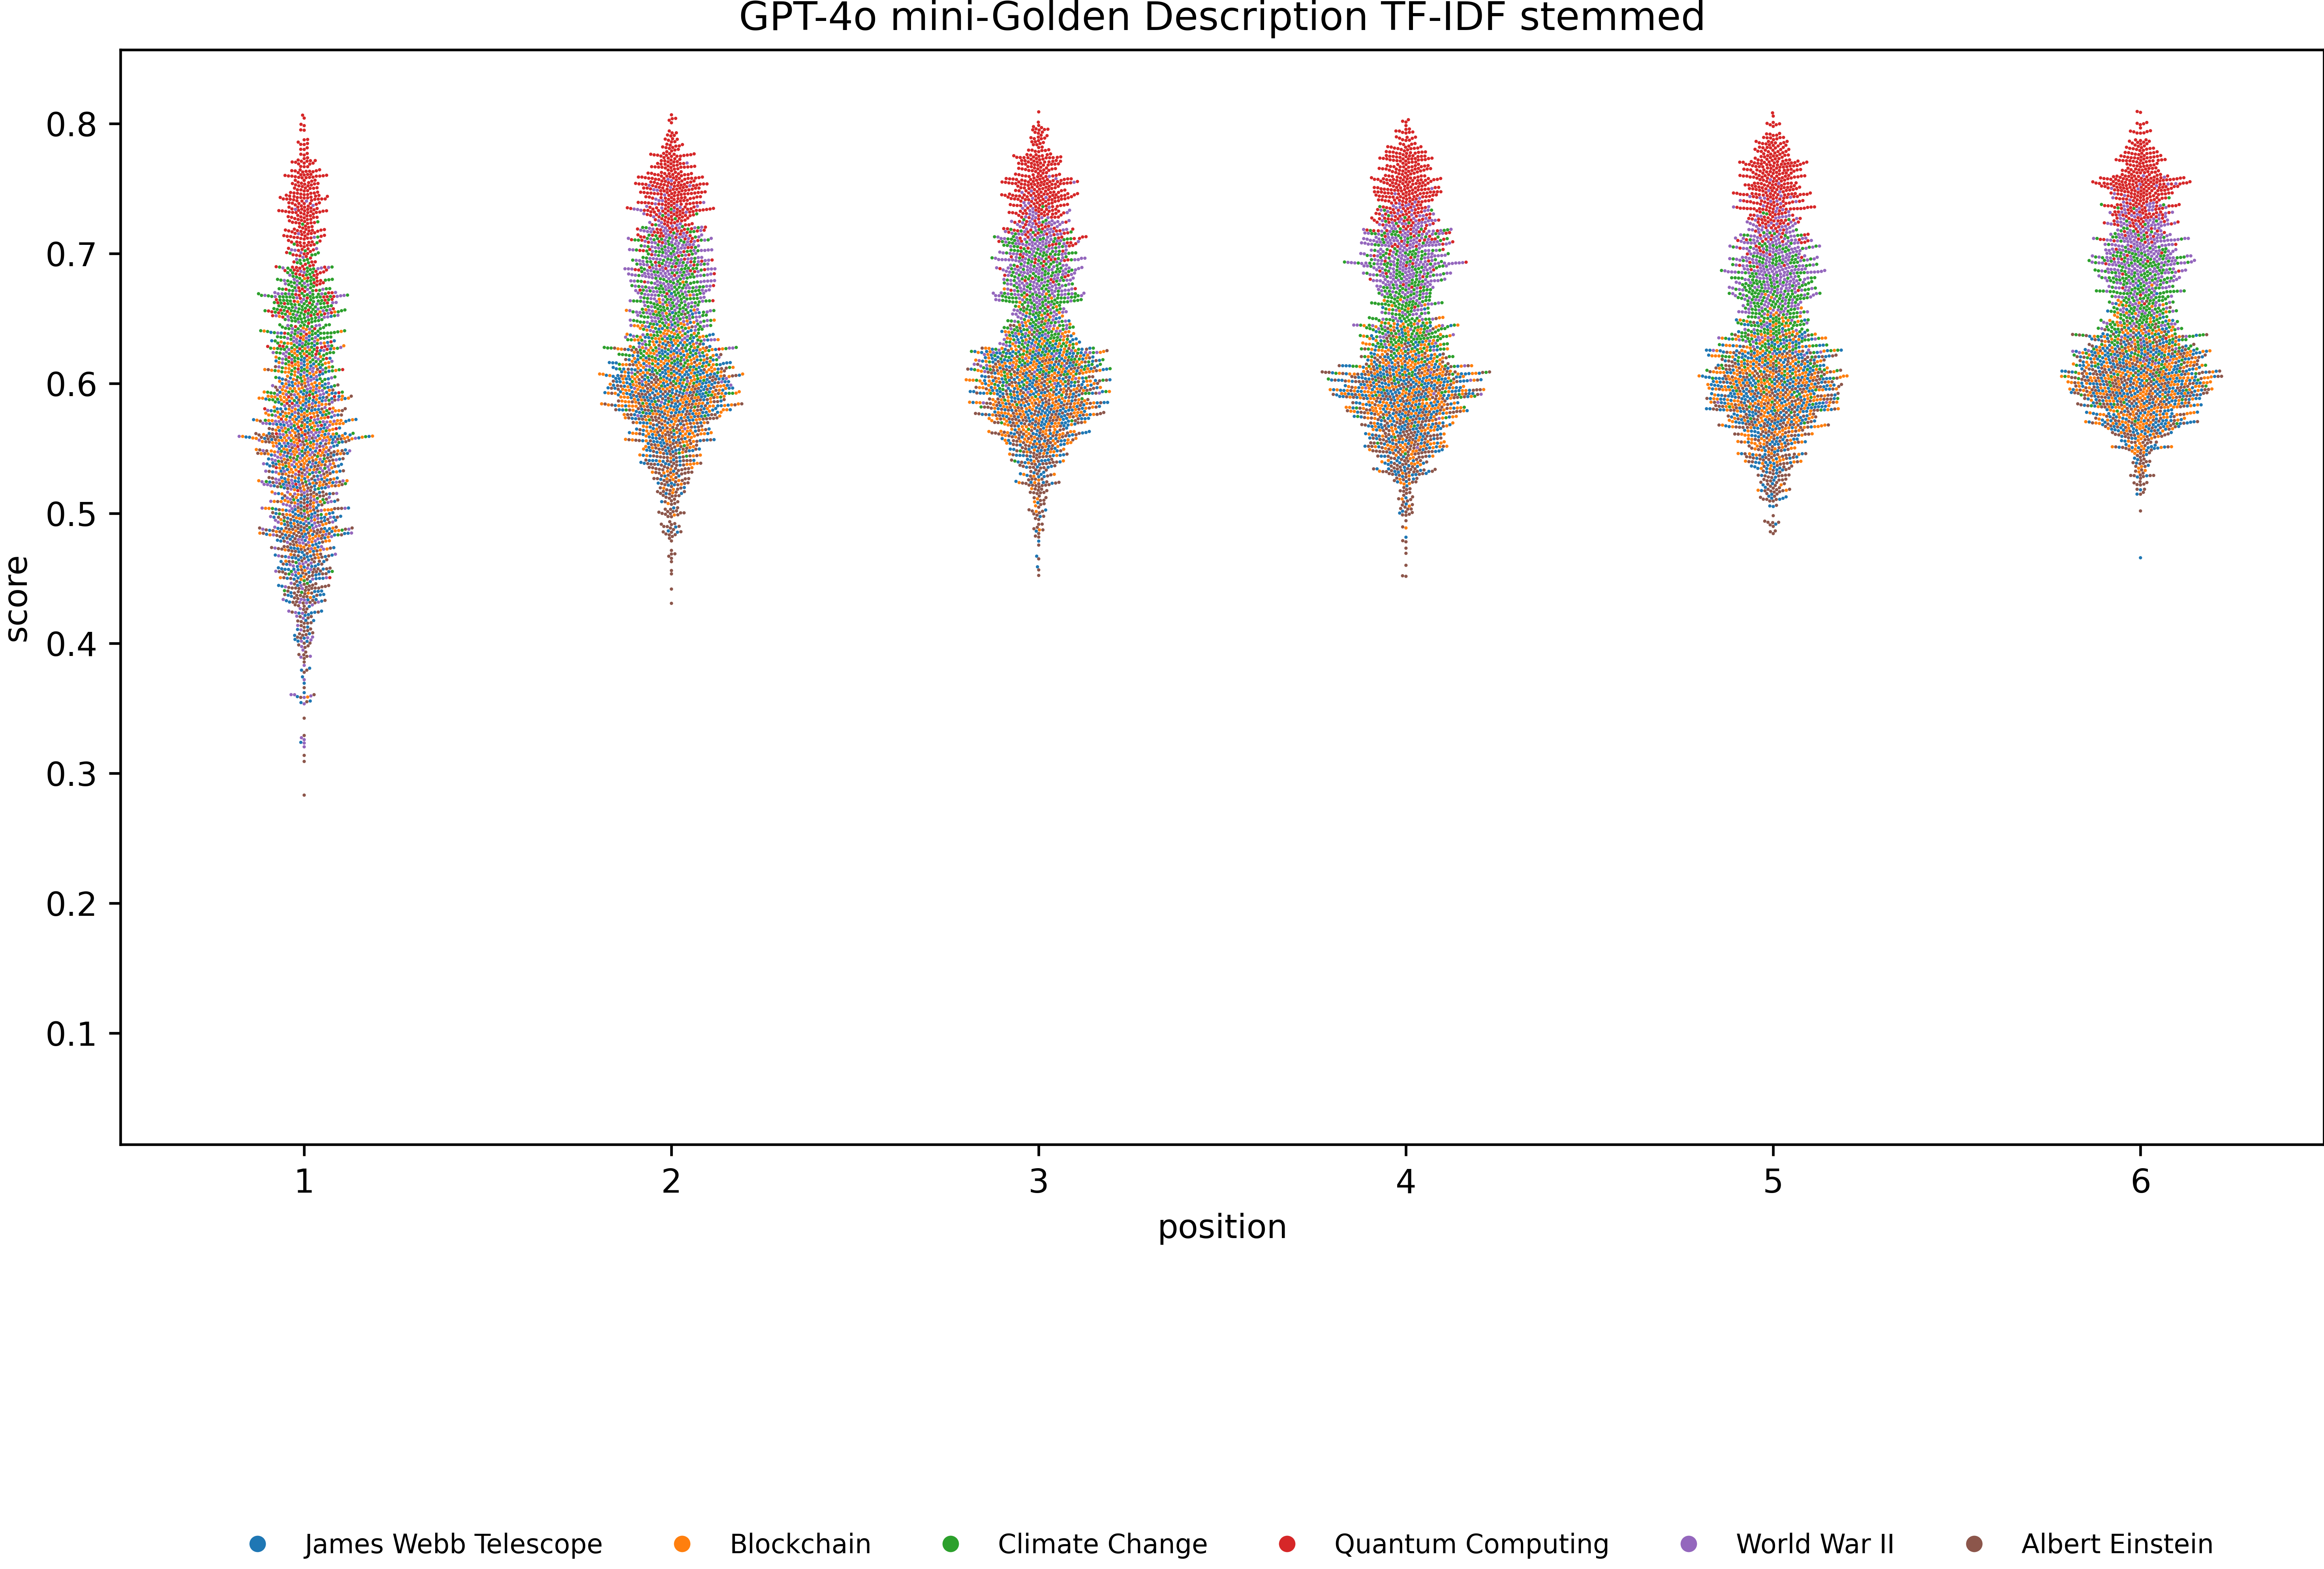 GPT-4o mini-Golden Description TF-IDF stemmed
score
0.8
0.7
0.6
0.5
0.4
0.3
0.2
0.1
1 2 3 4 5 6
position
James Webb Telescope Blockchain Climate Change Quantum Computing World War II Albert Einstein